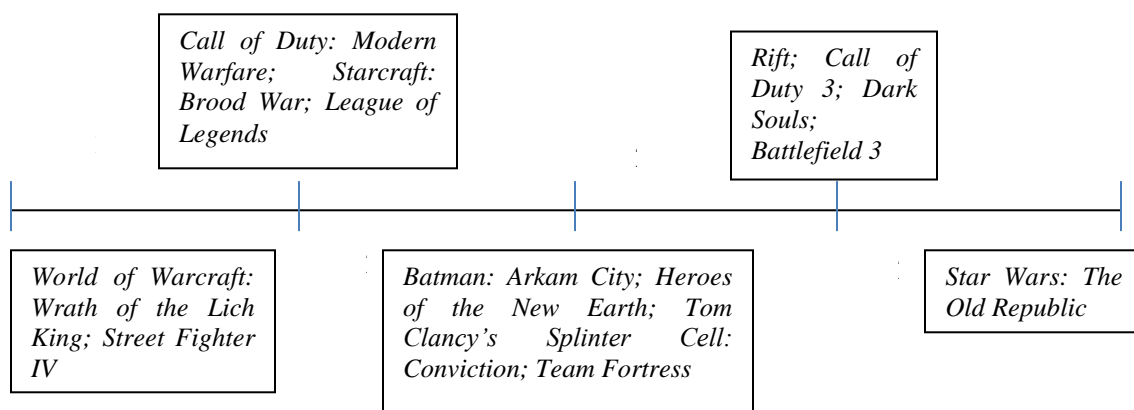 Call of Duty: Modern
Warfare; Starcraft:
Brood War; League of
Legends
Rift; Call of
Duty 3; Dark
Souls;
Battlefield 3
World of Warcraft:
Wrath of the Lich
King; Street Fighter
IV
Batman: Arkam City; Heroes
of the New Earth; Tom
Clancy’s Splinter Cell:
Conviction; Team Fortress
Star Wars: The
Old Republic